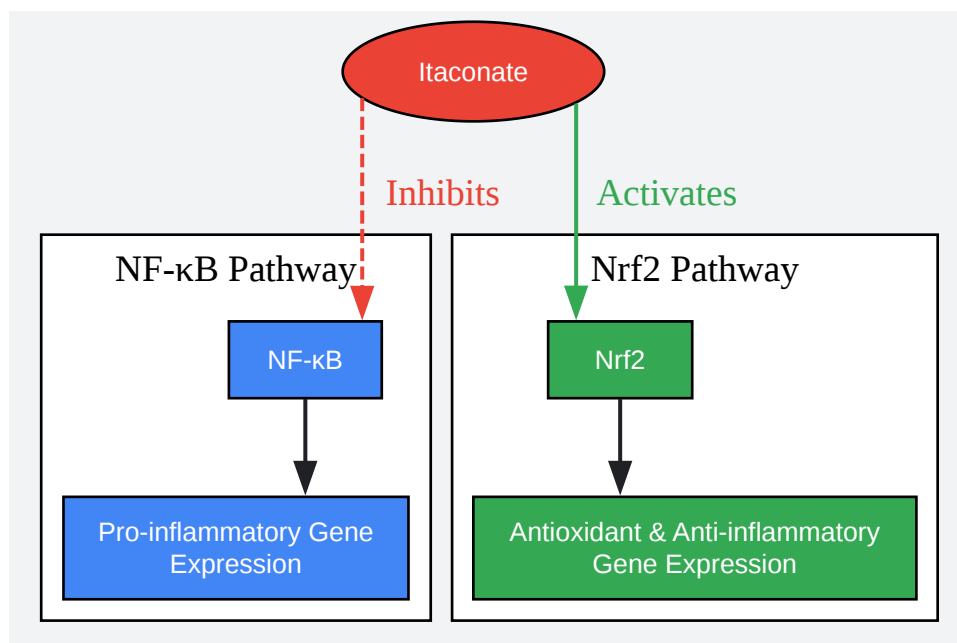 Itaconate
Inhibits
Activates
NF-κB Pathway
Nrf2 Pathway
NF-κB
Nrf2
Pro-inflammatory Gene
Expression
Antioxidant & Anti-inflammatory
Gene Expression